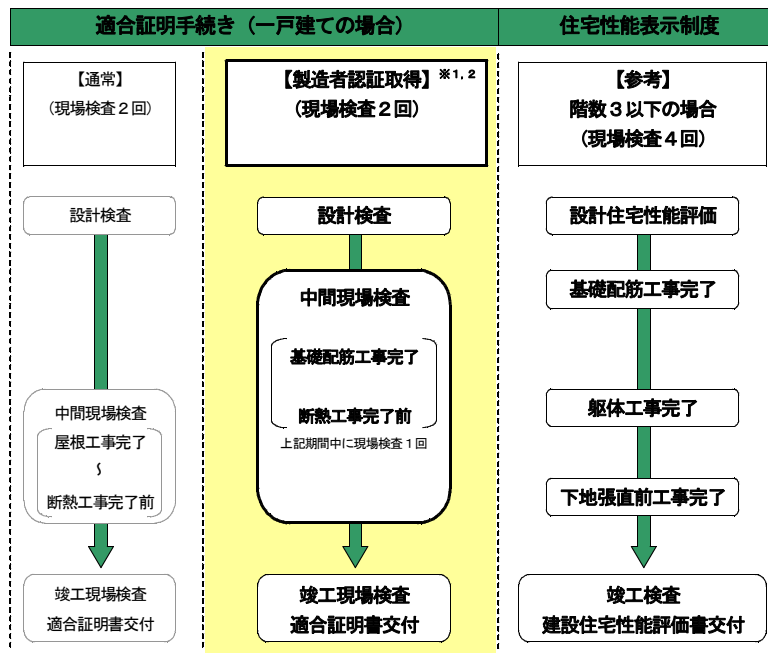 適合証明手続き（一戸建ての場合）
住宅性能表示制度
【通常】
（現場検査２回）
設計検査
中間現場検査
屋根工事完了
～
断熱工事完了前
竣工現場検査
適合証明書交付
【製造者認証取得】※1,2
（現場検査２回）
設計検査
中間現場検査
基礎配筋工事完了
断熱工事完了前
上記期間中に現場検査１回
竣工現場検査
適合証明書交付
【参考】
階数３以下の場合
（現場検査４回）
設計住宅性能評価
基礎配筋工事完了
躯体工事完了
下地張直前工事完了
竣工検査
建設住宅性能評価書交付